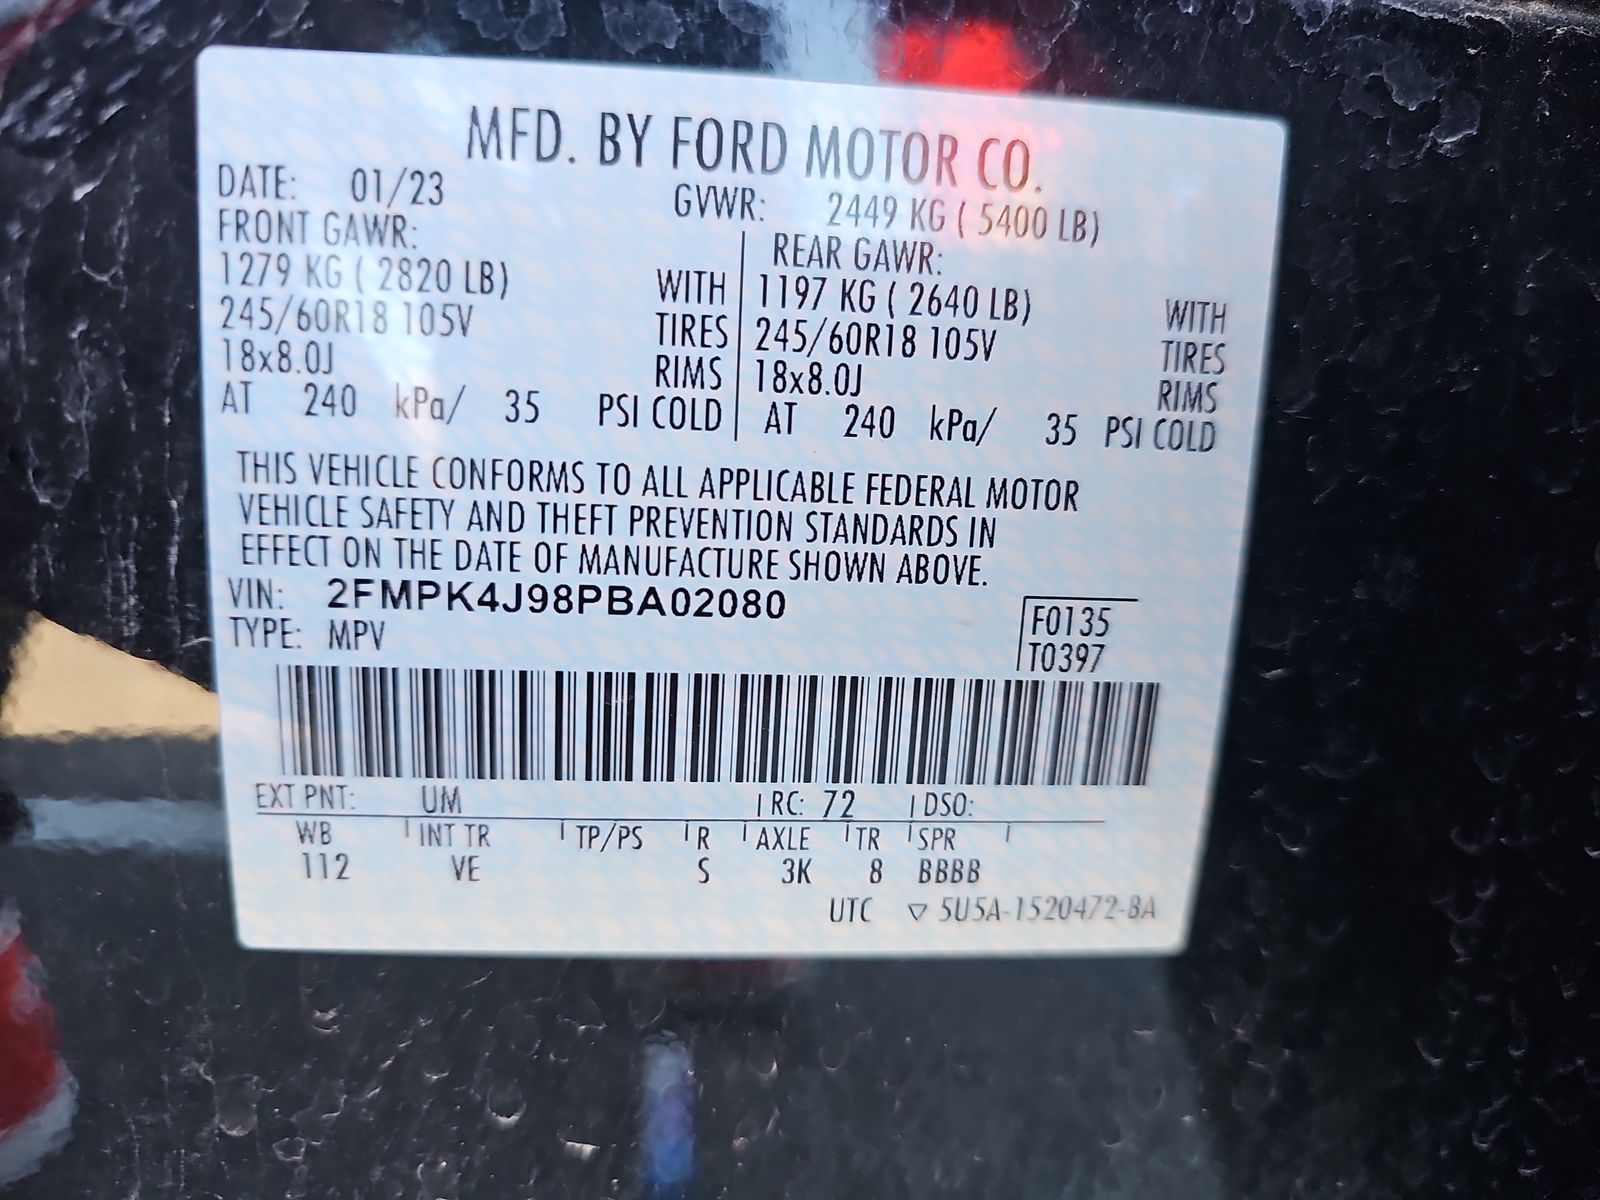 MFD. BY FORD MOTOR CO.
DATE: 01/23 GVWR: 2449 KG ( 5400 LB)
FRONT GAWR: REAR GAWR:
1279 KG ( 2820 LB) WITH 1197 KG ( 2640 LB) WITH
245/60R18 105V TIRES 245/60R18 105V TIRES
18x8.0J RIMS 18x8.0J RIMS
AT 240 kPa/ 35 PSI COLD AT 240 kPa/ 35 PSI COLD
THIS VEHICLE CONFORMS TO ALL APPLICABLE FEDERAL MOTOR
VEHICLE SAFETY AND THEFT PREVENTION STANDARDS IN
EFFECT ON THE DATE OF MANUFACTURE SHOWN ABOVE.
VIN: 2FMPK4J98PBA02080
TYPE: MPV
F0135
T0397
EXT PNT: UM RC: 72 DSO:
WB INT TR TP/PS R AXLE TR SPR
112 VE S 3K 8 BBBB
UTC ▽ 5U5A-1520472-BA